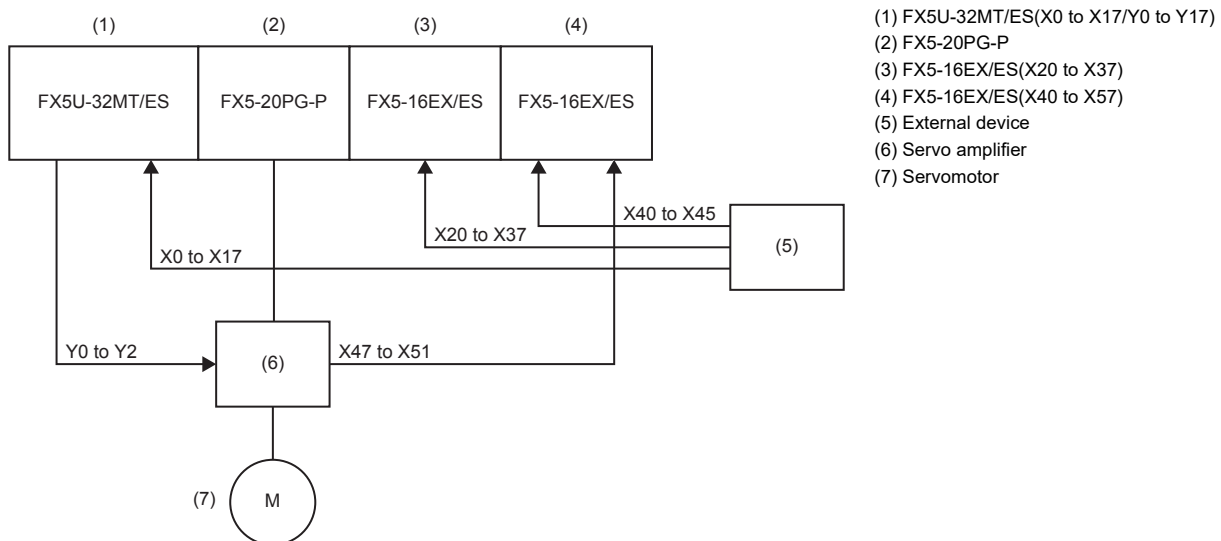 (1)
(2)
(3)
(4)
FX5U-32MT/ES
FX5-20PG-P
FX5-16EX/ES
FX5-16EX/ES
X40 to X45
X20 to X37
X0 to X17
(5)
Y0 to Y2
(6)
X47 to X51
(7)
M
(1) FX5U-32MT/ES(X0 to X17/Y0 to Y17)
(2) FX5-20PG-P
(3) FX5-16EX/ES(X20 to X37)
(4) FX5-16EX/ES(X40 to X57)
(5) External device
(6) Servo amplifier
(7) Servomotor